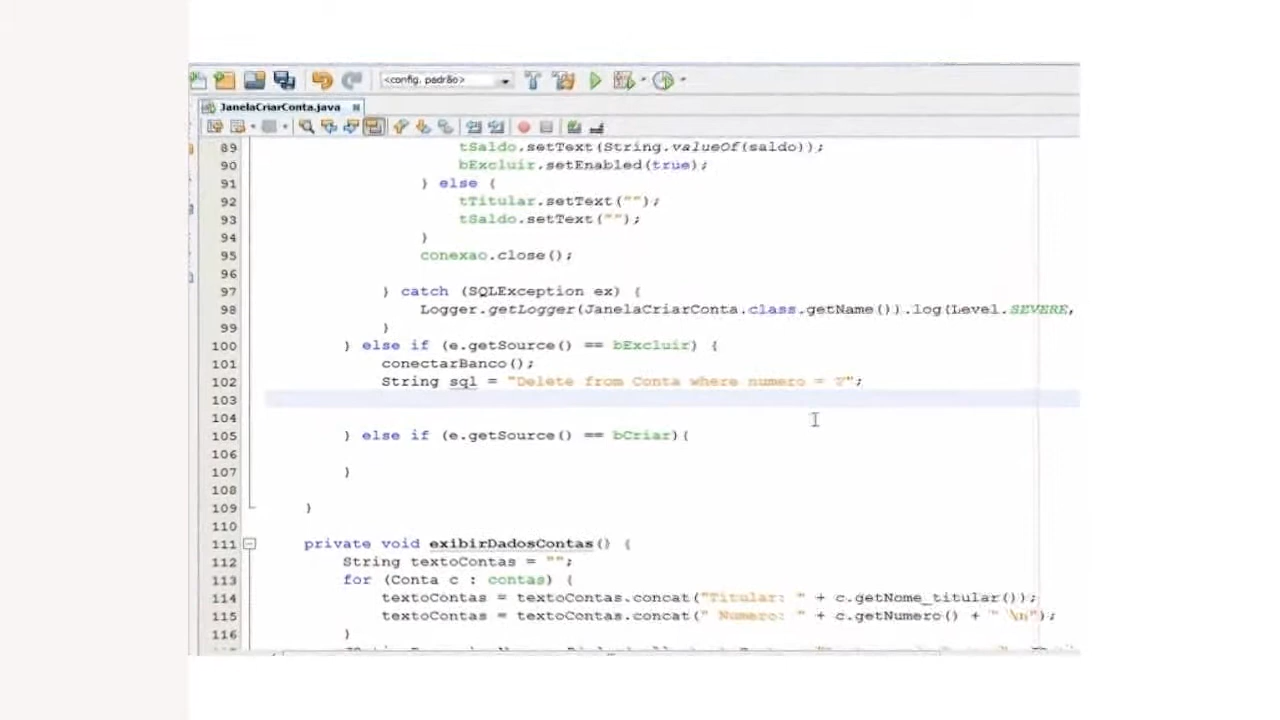 <config. padrão>
JanelaCriarConta.java
89 tSaldo.setText(String.valueOf(saldo));
90 bExcluir.setEnabled(true);
91 } else {
92 tTitular.setText("");
93 tSaldo.setText("");
94 }
95 conexao.close();
96
97 } catch (SQLException ex) {
98 Logger.getLogger(JanelaCriarConta.class.getName()).log(Level.SEVERE,
99 }
100 } else if (e.getSource() == bExcluir) {
101 conectarBanco();
102 String sql = "Delete from Conta where numero = ?";
103
104
105 } else if (e.getSource() == bCriar){
106
107 }
108
109 }
110
111 private void exibirDadosContas() {
112 String textoContas = "";
113 for (Conta c : contas) {
114 textoContas = textoContas.concat("Titular: " + c.getNome_titular());
115 textoContas = textoContas.concat(" Numero: " + c.getNumero() + " \n");
116 }